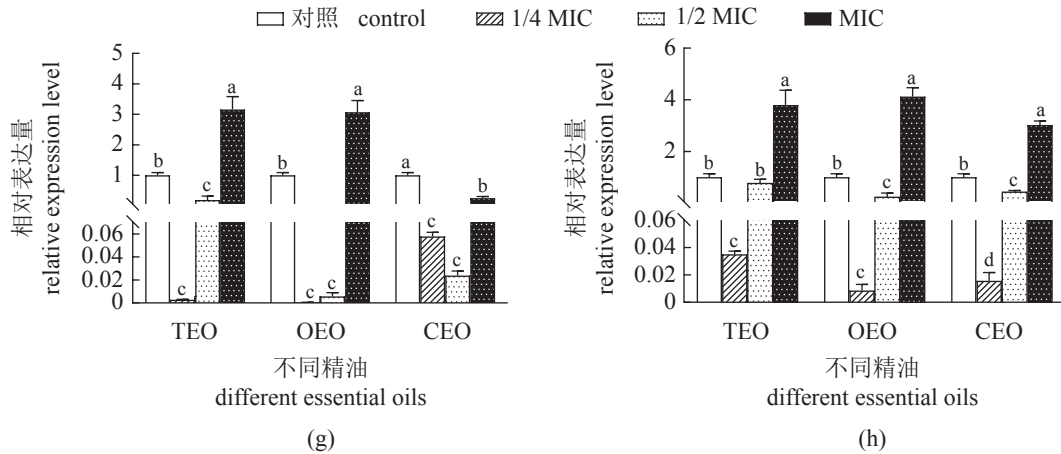 对照 control 1/4 MIC 1/2 MIC MIC
相对表达量
relative expression level
5
4
3
2
1
0.06
0.04
0.02
0
b c c a
b c c a
a c c b
TEO OEO CEO
不同精油
different essential oils
(g)
相对表达量
relative expression level
6
4
2
0.06
0.04
0.02
0
b c b a
b c c a
b d c a
TEO OEO CEO
不同精油
different essential oils
(h)